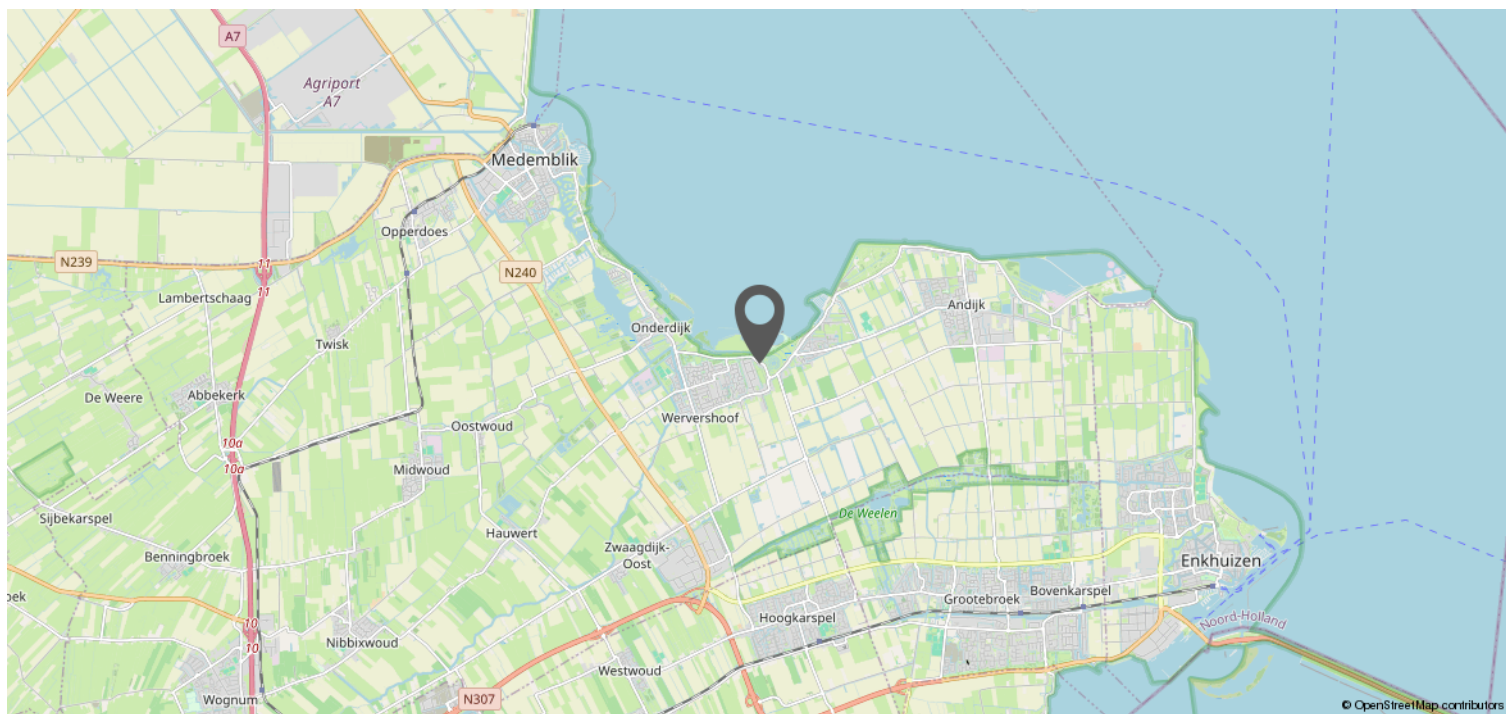 A7
Agriport
A7
Medemblik
Opperdoes
N239
N240
11
11
Lambertschaag
Andijk
Onderdijk
Twisk
Abbekerk
De Weere
Wervershoof
Oostwoud
10a
10a
Midwoud
De Weelen
Sijbekarspel
Hauwert
Zwaagdijk-
Oost
Benningbroek
Enkhuizen
Bovenkarspel
Grootebroek
oek
Hoogkarspel
Noord-Holland
10
10
Nibbixwoud
Westwoud
Wognum
N307
© OpenStreetMap contributors